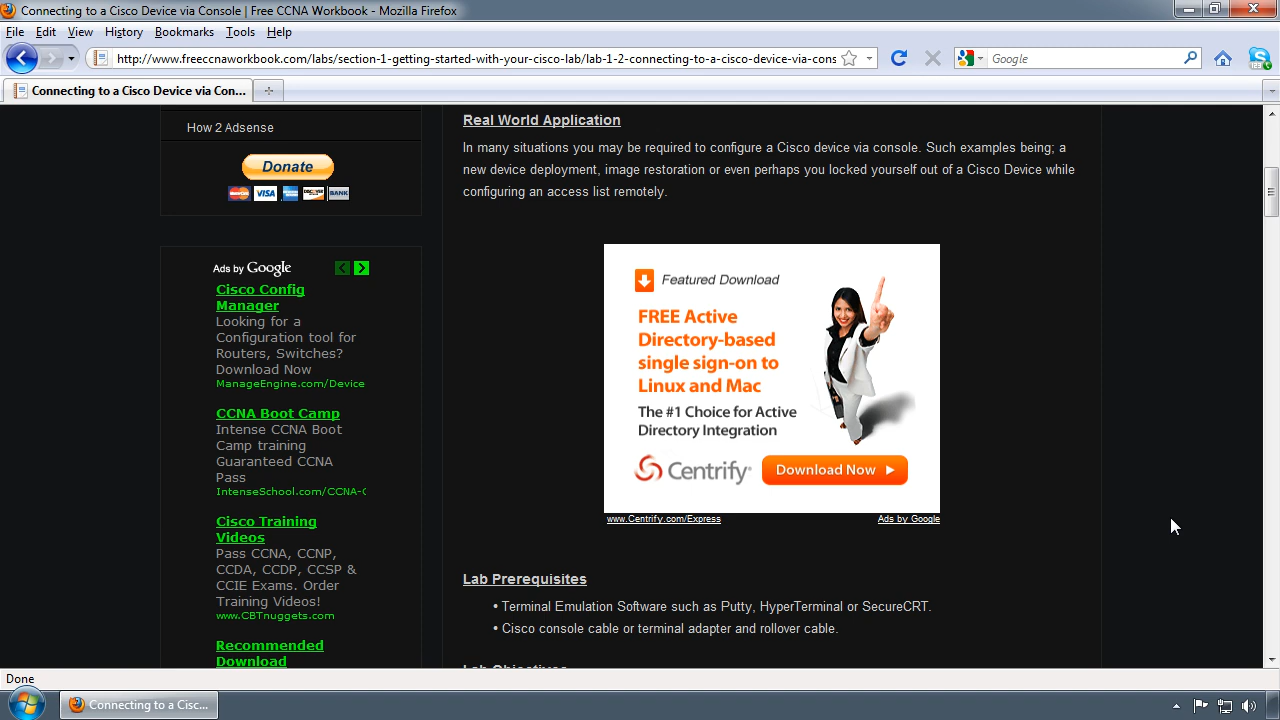 Connecting to a Cisco Device via Console | Free CCNA Workbook - Mozilla Firefox
File Edit View History Bookmarks Tools Help
http://www.freeccnaworkbook.com/labs/section-1-getting-started-with-your-cisco-lab/lab-1-2-connecting-to-a-cisco-device-via-cons
Google
Connecting to a Cisco Device via Con...
How 2 Adsense
Donate
VISA
BANK
Ads by Google
Cisco Config
Manager
Looking for a
Configuration tool for
Routers, Switches?
Download Now
ManageEngine.com/Device
CCNA Boot Camp
Intense CCNA Boot
Camp training
Guaranteed CCNA
Pass
IntenseSchool.com/CCNA-C
Cisco Training
Videos
Pass CCNA, CCNP,
CCDA, CCDP, CCSP &
CCIE Exams. Order
Training Videos!
www.CBTnuggets.com
Recommended
Download
Real World Application
In many situations you may be required to configure a Cisco device via console. Such examples being; a
new device deployment, image restoration or even perhaps you locked yourself out of a Cisco Device while
configuring an access list remotely.
Featured Download
FREE Active
Directory-based
single sign-on to
Linux and Mac
The #1 Choice for Active
Directory Integration
Centrify
Download Now
www.Centrify.com/Express
Ads by Google
Lab Prerequisites
• Terminal Emulation Software such as Putty, HyperTerminal or SecureCRT.
• Cisco console cable or terminal adapter and rollover cable.
Lab Objectives
Done
Connecting to a Cisc...